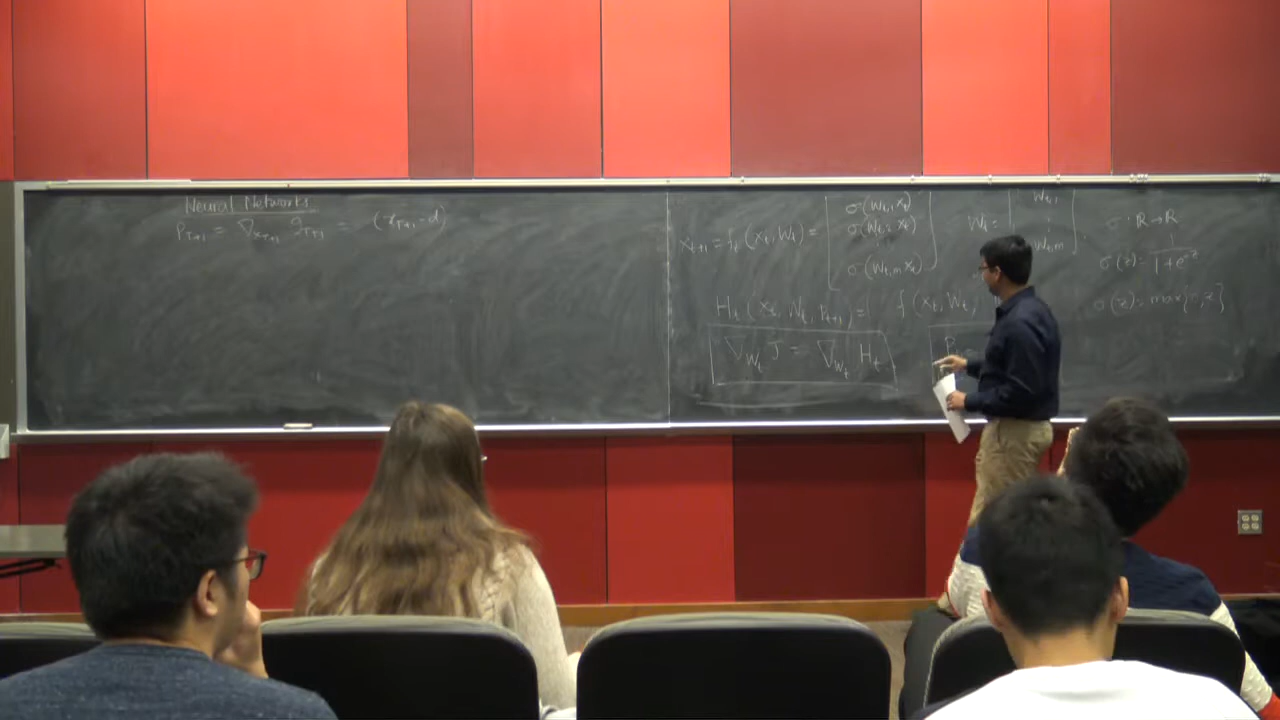 Neural Networks
P_{T+1} = ∇_{x_{T+1}} J_{T+1} = (x_{T+1} - d)
x_{t+1} = f_t(x_t, W_t) = [ σ(W_{t,1} x_t)
σ(W_{t,2} x_t)
⋮
σ(W_{t,m} x_t) ]
W_t = [ W_{t,1}
⋮
W_{t,m} ]
σ: ℝ → ℝ
σ(z) = 1 / (1 + e^{-z})
σ(z) = max{0, z}
H_t(x_t, W_t, P_{t+1}) = f(x_t, W_t,
∇_{W_t} J = ∇_{W_t} H_t